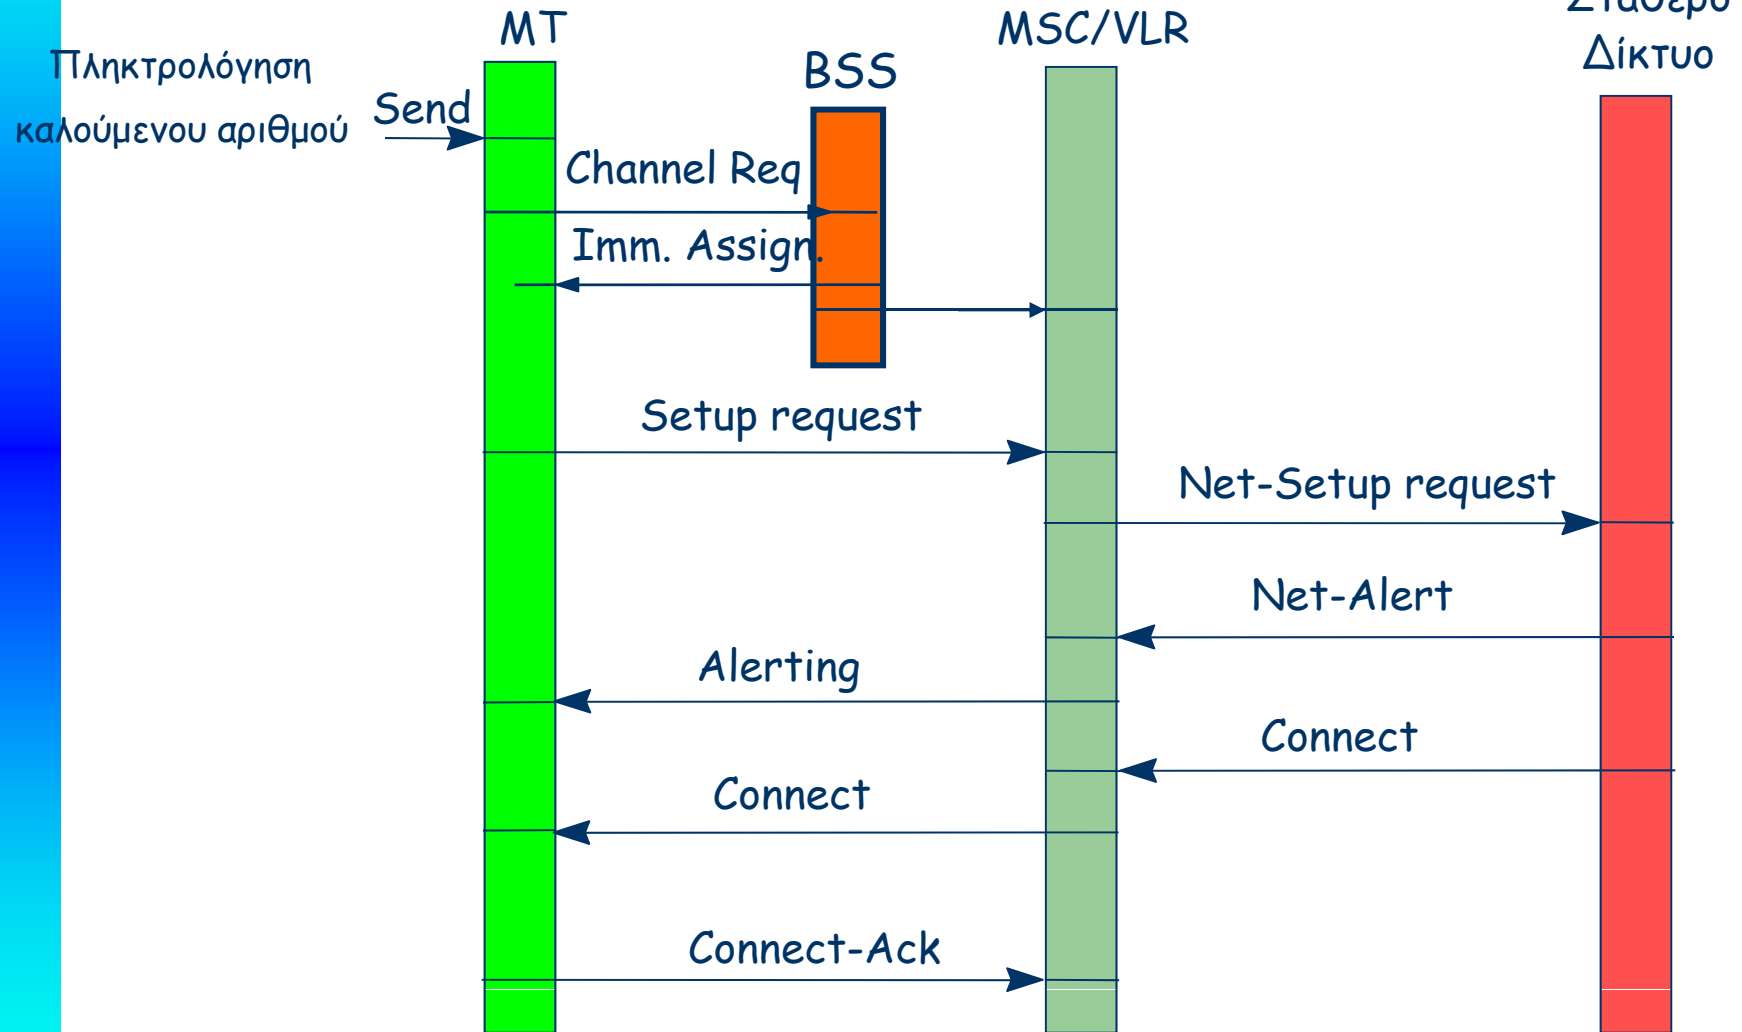 Σταθερό
MT
MSC/VLR
Δίκτυο
Πληκτρολόγηση
BSS
Send
καλούμενου αριθμού
Channel Req
Imm. Assign.
Setup request
Net-Setup request
Net-Alert
Alerting
Connect
Connect
Connect-Ack